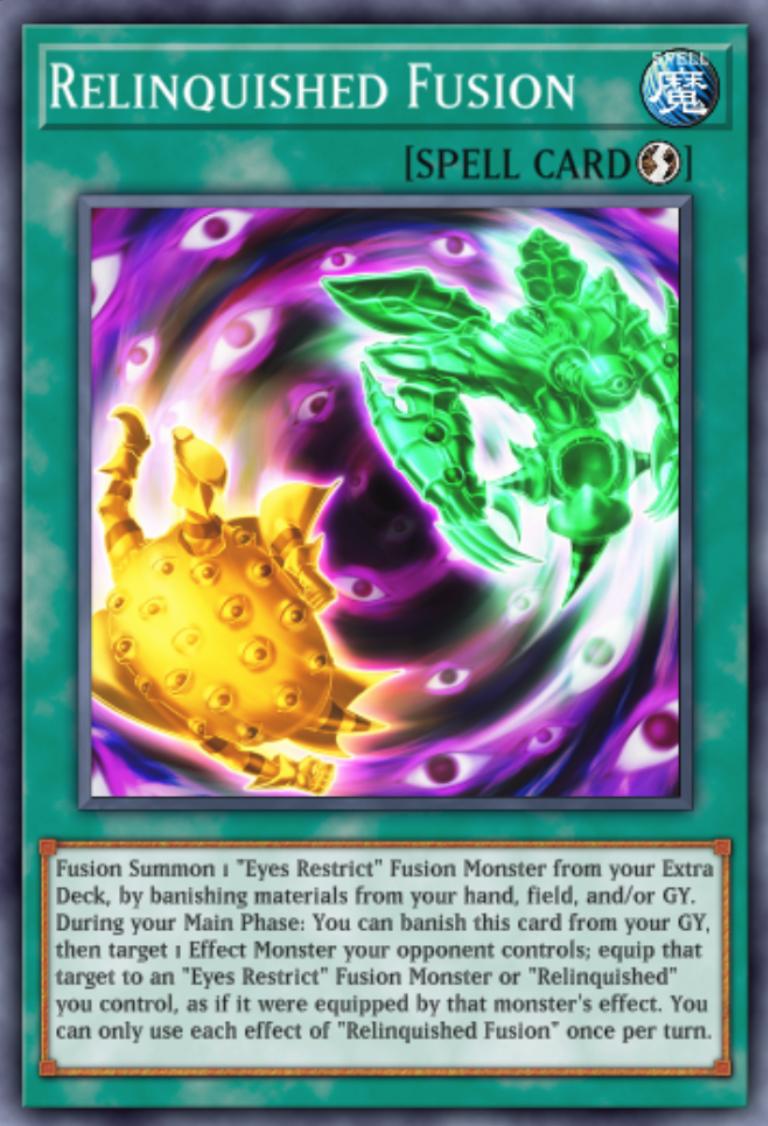 Relinquished Fusion
SPELL
魔
[SPELL CARD]
Fusion Summon 1 "Eyes Restrict" Fusion Monster from your Extra
Deck, by banishing materials from your hand, field, and/or GY.
During your Main Phase: You can banish this card from your GY,
then target 1 Effect Monster your opponent controls; equip that
target to an "Eyes Restrict" Fusion Monster or "Relinquished"
you control, as if it were equipped by that monster's effect. You
can only use each effect of "Relinquished Fusion" once per turn.